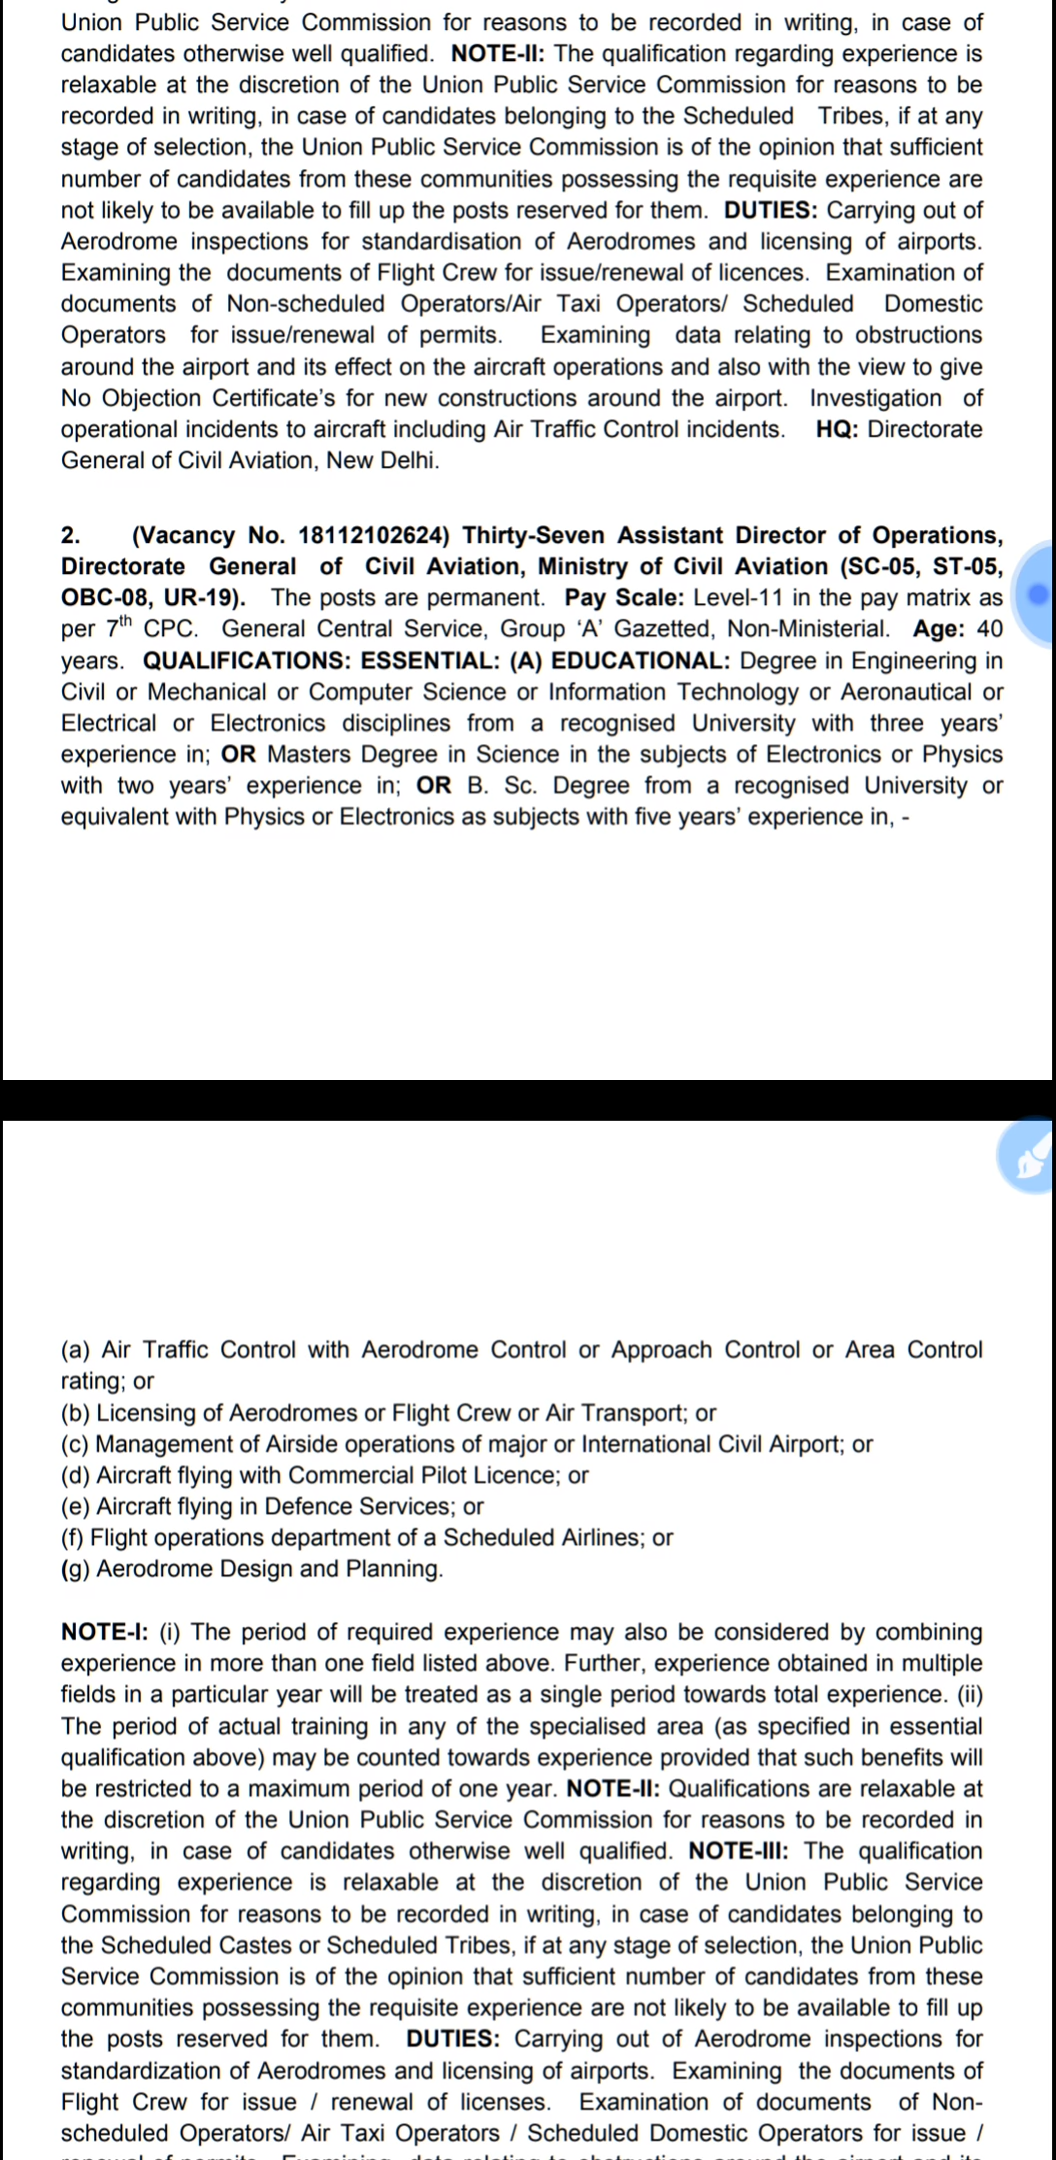 Union Public Service Commission for reasons to be recorded in writing, in case of
candidates otherwise well qualified. NOTE-II: The qualification regarding experience is
relaxable at the discretion of the Union Public Service Commission for reasons to be
recorded in writing, in case of candidates belonging to the Scheduled Tribes, if at any
stage of selection, the Union Public Service Commission is of the opinion that sufficient
number of candidates from these communities possessing the requisite experience are
not likely to be available to fill up the posts reserved for them. DUTIES: Carrying out of
Aerodrome inspections for standardisation of Aerodromes and licensing of airports.
Examining the documents of Flight Crew for issue/renewal of licences. Examination of
documents of Non-scheduled Operators/Air Taxi Operators/ Scheduled Domestic
Operators for issue/renewal of permits. Examining data relating to obstructions
around the airport and its effect on the aircraft operations and also with the view to give
No Objection Certificate's for new constructions around the airport. Investigation of
operational incidents to aircraft including Air Traffic Control incidents. HQ: Directorate
General of Civil Aviation, New Delhi.
2. (Vacancy No. 18112102624) Thirty-Seven Assistant Director of Operations,
Directorate General of Civil Aviation, Ministry of Civil Aviation (SC-05, ST-05,
OBC-08, UR-19). The posts are permanent. Pay Scale: Level-11 in the pay matrix as
per 7th CPC. General Central Service, Group 'A' Gazetted, Non-Ministerial. Age: 40
years. QUALIFICATIONS: ESSENTIAL: (A) EDUCATIONAL: Degree in Engineering in
Civil or Mechanical or Computer Science or Information Technology or Aeronautical or
Electrical or Electronics disciplines from a recognised University with three years'
experience in; OR Masters Degree in Science in the subjects of Electronics or Physics
with two years' experience in; OR B. Sc. Degree from a recognised University or
equivalent with Physics or Electronics as subjects with five years' experience in, -
(a) Air Traffic Control with Aerodrome Control or Approach Control or Area Control
rating; or
(b) Licensing of Aerodromes or Flight Crew or Air Transport; or
(c) Management of Airside operations of major or International Civil Airport; or
(d) Aircraft flying with Commercial Pilot Licence; or
(e) Aircraft flying in Defence Services; or
(f) Flight operations department of a Scheduled Airlines; or
(g) Aerodrome Design and Planning.
NOTE-I: (i) The period of required experience may also be considered by combining
experience in more than one field listed above. Further, experience obtained in multiple
fields in a particular year will be treated as a single period towards total experience. (ii)
The period of actual training in any of the specialised area (as specified in essential
qualification above) may be counted towards experience provided that such benefits will
be restricted to a maximum period of one year. NOTE-II: Qualifications are relaxable at
the discretion of the Union Public Service Commission for reasons to be recorded in
writing, in case of candidates otherwise well qualified. NOTE-III: The qualification
regarding experience is relaxable at the discretion of the Union Public Service
Commission for reasons to be recorded in writing, in case of candidates belonging to
the Scheduled Castes or Scheduled Tribes, if at any stage of selection, the Union Public
Service Commission is of the opinion that sufficient number of candidates from these
communities possessing the requisite experience are not likely to be available to fill up
the posts reserved for them. DUTIES: Carrying out of Aerodrome inspections for
standardization of Aerodromes and licensing of airports. Examining the documents of
Flight Crew for issue / renewal of licenses. Examination of documents of Non-
scheduled Operators/ Air Taxi Operators / Scheduled Domestic Operators for issue /